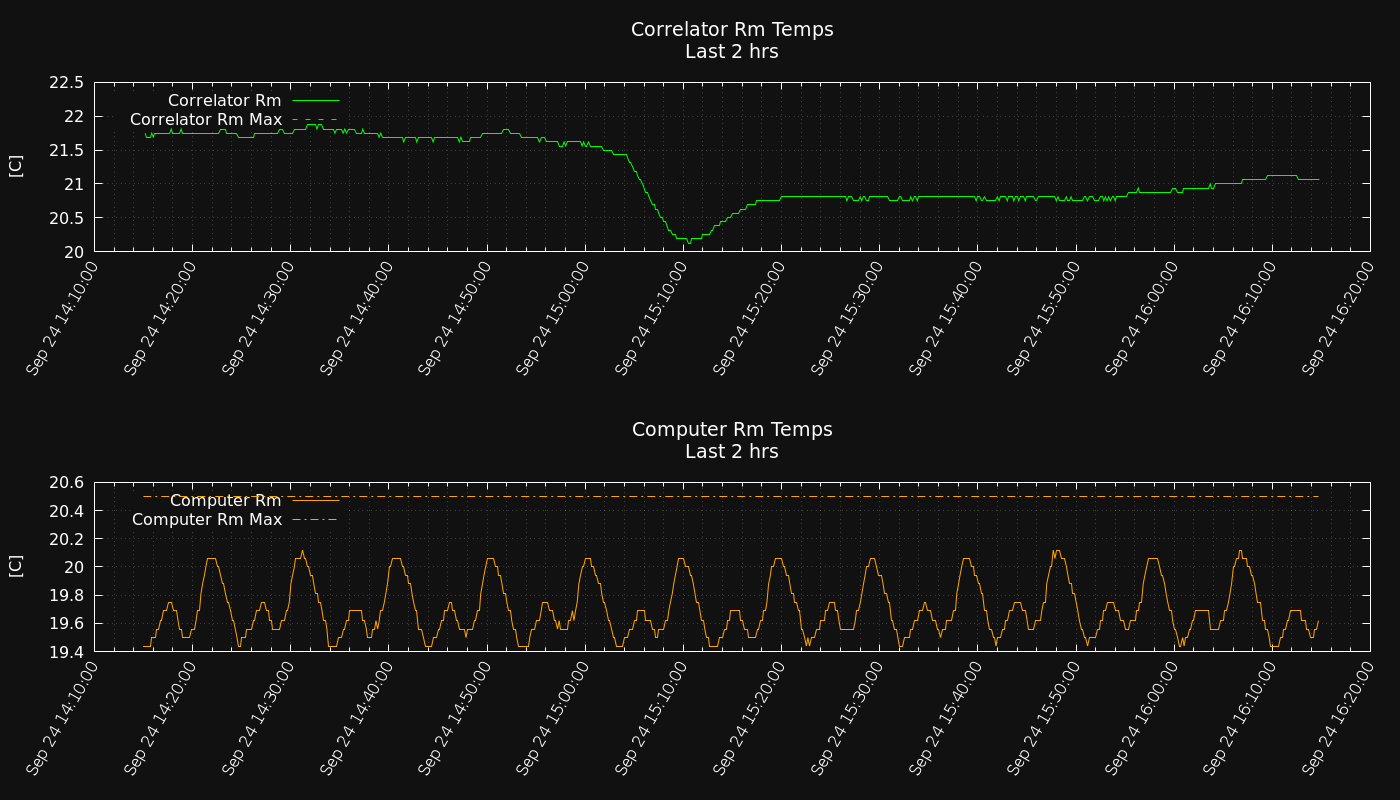 Correlator Rm Temps
Last 2 hrs
22.5
22
21.5
21
20.5
20
[C]
Correlator Rm
Correlator Rm Max
Sep 24 14:10:00
Sep 24 14:20:00
Sep 24 14:30:00
Sep 24 14:40:00
Sep 24 14:50:00
Sep 24 15:00:00
Sep 24 15:10:00
Sep 24 15:20:00
Sep 24 15:30:00
Sep 24 15:40:00
Sep 24 15:50:00
Sep 24 16:00:00
Sep 24 16:10:00
Sep 24 16:20:00
Computer Rm Temps
Last 2 hrs
20.6
20.4
20.2
20
19.8
19.6
19.4
[C]
Computer Rm
Computer Rm Max
Sep 24 14:10:00
Sep 24 14:20:00
Sep 24 14:30:00
Sep 24 14:40:00
Sep 24 14:50:00
Sep 24 15:00:00
Sep 24 15:10:00
Sep 24 15:20:00
Sep 24 15:30:00
Sep 24 15:40:00
Sep 24 15:50:00
Sep 24 16:00:00
Sep 24 16:10:00
Sep 24 16:20:00